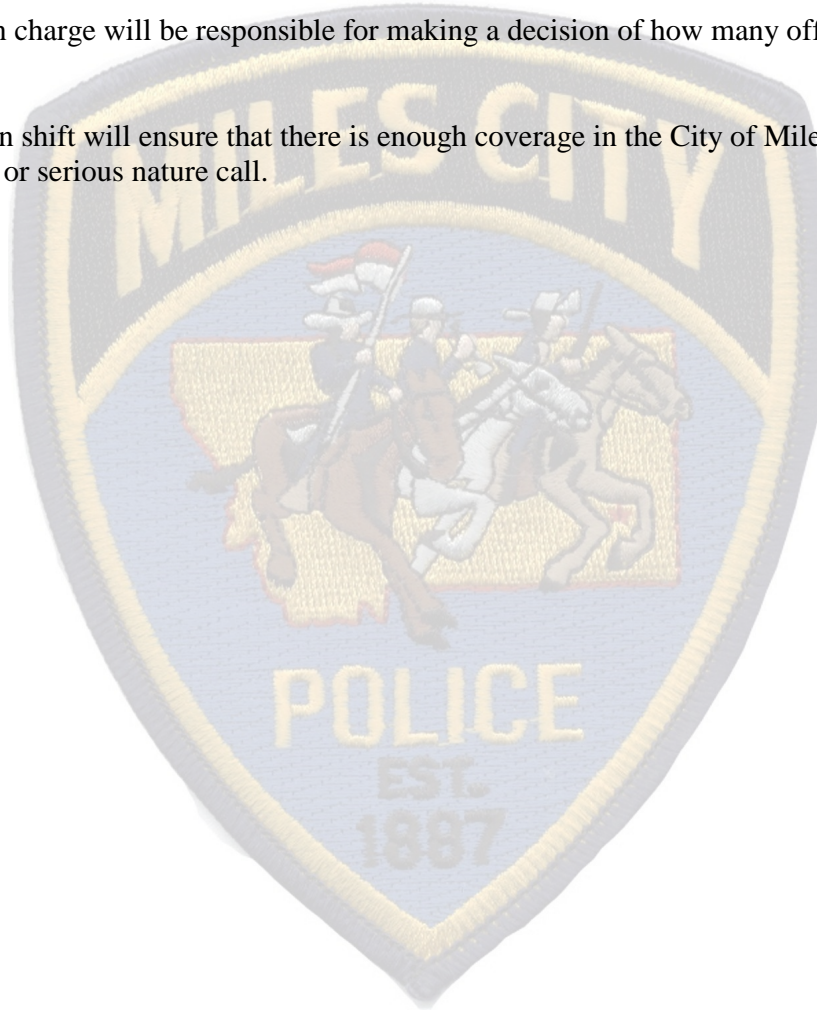 n charge will be responsible for making a decision of how many off
n shift will ensure that there is enough coverage in the City of Mile
or serious nature call.
MILES CITY
POLICE
EST.
1887